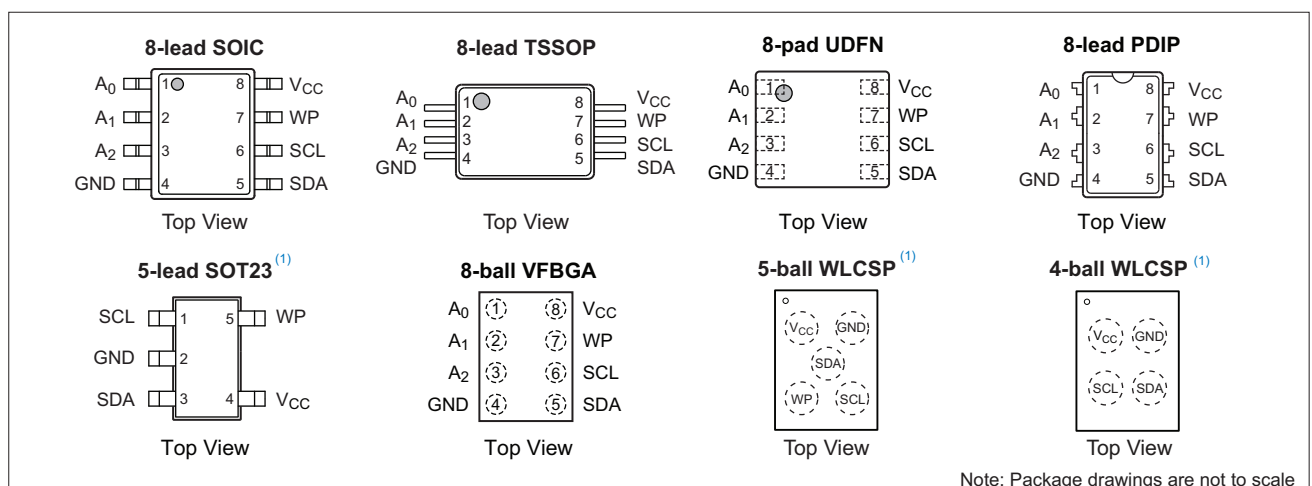 8-lead SOIC
A0 1 8 VCC
A1 2 7 WP
A2 3 6 SCL
GND 4 5 SDA
Top View
8-lead TSSOP
A0 1 8 VCC
A1 2 7 WP
A2 3 6 SCL
GND 4 5 SDA
Top View
8-pad UDFN
A0 1 8 VCC
A1 2 7 WP
A2 3 6 SCL
GND 4 5 SDA
Top View
8-lead PDIP
A0 1 8 VCC
A1 2 7 WP
A2 3 6 SCL
GND 4 5 SDA
Top View
5-lead SOT23 (1)
SCL 1 5 WP
GND 2
SDA 3 4 VCC
Top View
8-ball VFBGA
A0 1 8 VCC
A1 2 7 WP
A2 3 6 SCL
GND 4 5 SDA
Top View
5-ball WLCSP (1)
VCC GND
SDA
WP SCL
Top View
4-ball WLCSP (1)
VCC GND
SCL SDA
Top View
Note: Package drawings are not to scale